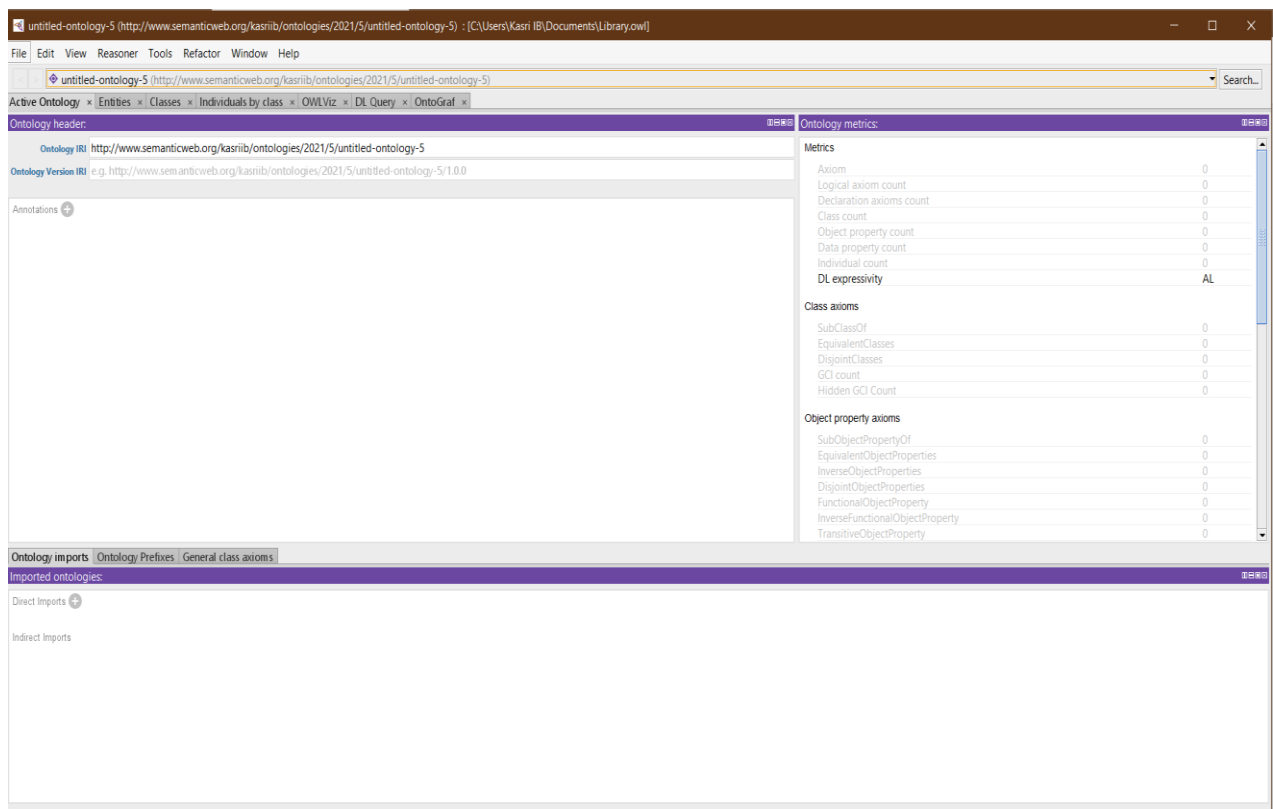 untitled-ontology-5 (http://www.semanticweb.org/kasriib/ontologies/2021/5/untitled-ontology-5) : [C:\Users\Kasri IB\Documents\Library.owl]
File Edit View Reasoner Tools Refactor Window Help
untitled-ontology-5 (http://www.semanticweb.org/kasriib/ontologies/2021/5/untitled-ontology-5)
Search...
Active Ontology × Entities × Classes × Individuals by class × OWLViz × DL Query × OntoGraf ×
Ontology header:
Ontology IRI http://www.semanticweb.org/kasriib/ontologies/2021/5/untitled-ontology-5
Ontology Version IRI e.g. http://www.semanticweb.org/kasriib/ontologies/2021/5/untitled-ontology-5/1.0.0
Annotations
Ontology metrics:
Metrics
Axiom 0
Logical axiom count 0
Declaration axioms count 0
Class count 0
Object property count 0
Data property count 0
Individual count 0
DL expressivity AL
Class axioms
SubClassOf 0
EquivalentClasses 0
DisjointClasses 0
GCI count 0
Hidden GCI Count 0
Object property axioms
SubObjectPropertyOf 0
EquivalentObjectProperties 0
InverseObjectProperties 0
DisjointObjectProperties 0
FunctionalObjectProperty 0
InverseFunctionalObjectProperty 0
TransitiveObjectProperty 0
Ontology imports Ontology Prefixes General class axioms
Imported ontologies:
Direct Imports
Indirect Imports